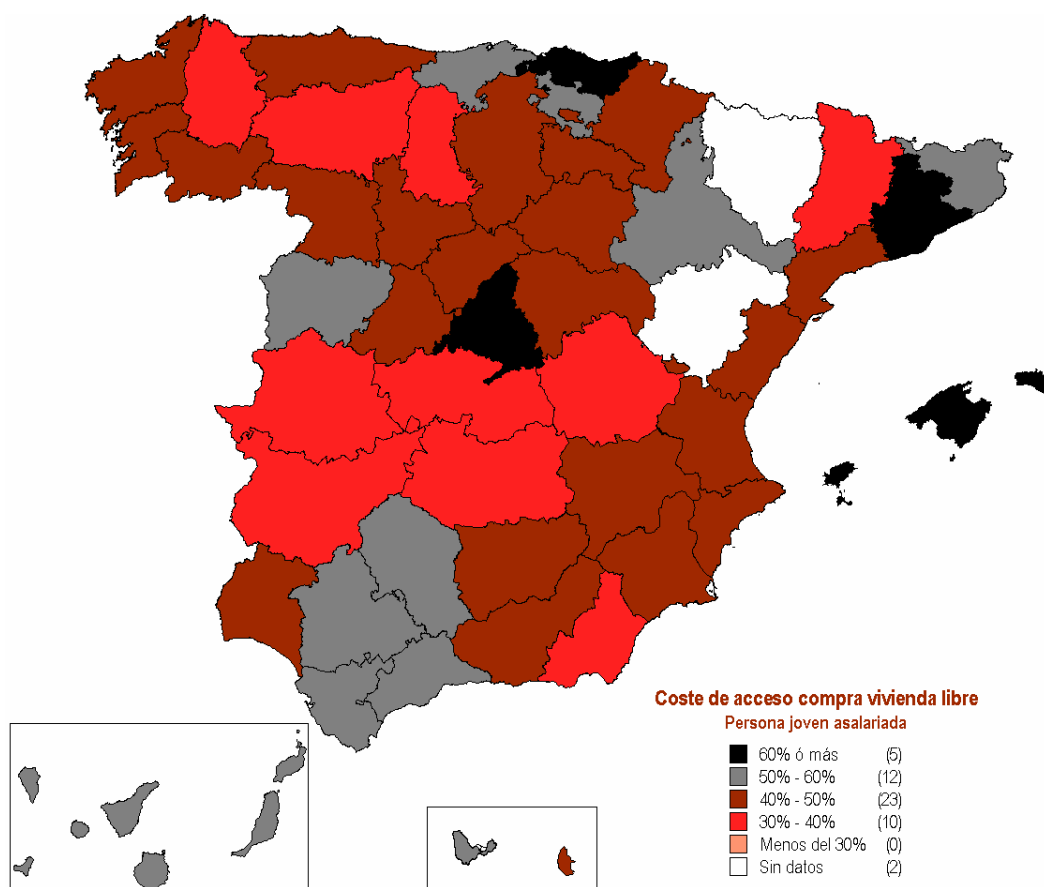 Coste de acceso compra vivienda libre
Persona joven asalariada
60% ó más (5)
50% - 60% (12)
40% - 50% (23)
30% - 40% (10)
Menos del 30% (0)
Sin datos (2)